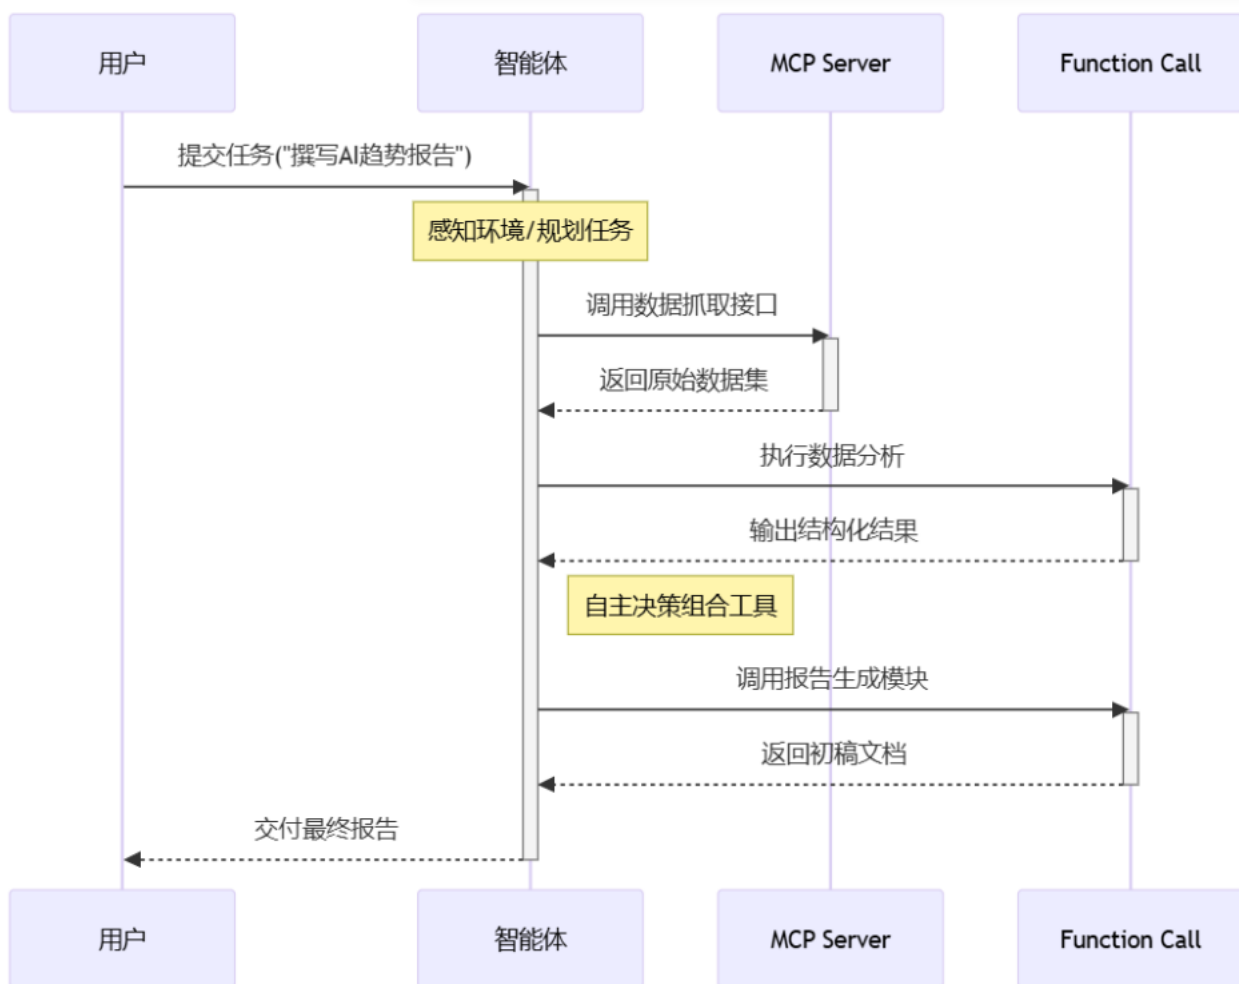 用户
智能体
MCP Server
Function Call
提交任务("撰写AI趋势报告")
感知环境/规划任务
调用数据抓取接口
返回原始数据集
执行数据分析
输出结构化结果
自主决策组合工具
调用报告生成模块
返回初稿文档
交付最终报告
用户
智能体
MCP Server
Function Call